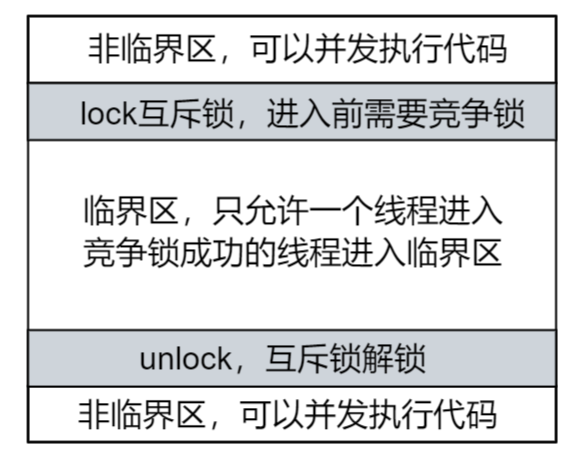 非临界区，可以并发执行代码
lock互斥锁，进入前需要竞争锁
临界区，只允许一个线程进入
竞争锁成功的线程进入临界区
unlock，互斥锁解锁
非临界区，可以并发执行代码